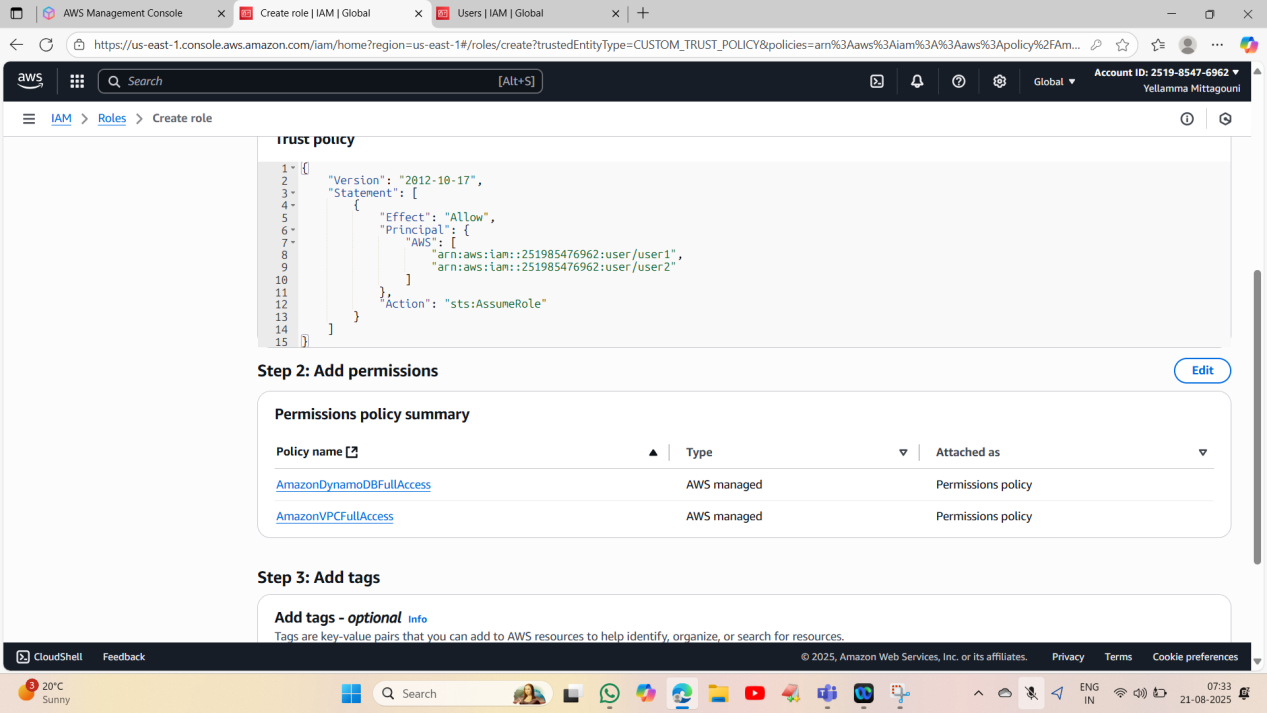 AWS Management Console
Create role | IAM | Global
Users | IAM | Global
https://us-east-1.console.aws.amazon.com/iam/home?region=us-east-1#/roles/create?trustedEntityType=CUSTOM_TRUST_POLICY&policies=arn%3Aaws%3Aiam%3A%3Aaws%3Apolicy%2FAm...
aws
Search
[Alt+S]
Global
Account ID: 2519-8547-6962
Yellamma Mittagouni
IAM
Roles
Create role
Trust policy
1 {
2 "Version": "2012-10-17",
3 "Statement": [
4 {
5 "Effect": "Allow",
6 "Principal": {
7 "AWS": [
8 "arn:aws:iam::251985476962:user/user1",
9 "arn:aws:iam::251985476962:user/user2"
10 ]
11 },
12 "Action": "sts:AssumeRole"
13 }
14 ]
15 }
Step 2: Add permissions
Edit
Permissions policy summary
Policy name
Type
Attached as
AmazonDynamoDBFullAccess
AWS managed
Permissions policy
AmazonVPCFullAccess
AWS managed
Permissions policy
Step 3: Add tags
Add tags - optional Info
Tags are key-value pairs that you can add to AWS resources to help identify, organize, or search for resources.
CloudShell
Feedback
© 2025, Amazon Web Services, Inc. or its affiliates.
Privacy
Terms
Cookie preferences
3
20°C
Sunny
Search
ENG
IN
07:33
21-08-2025